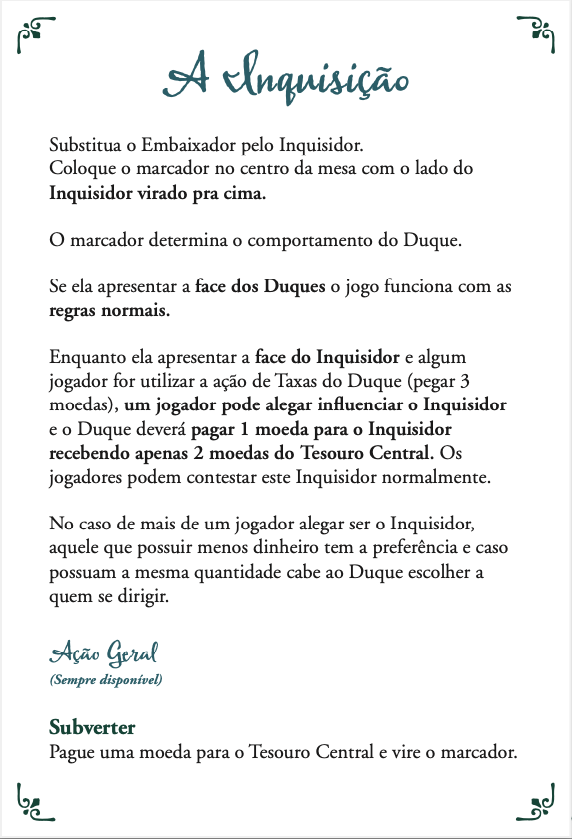 A Inquisição
Substitua o Embaixador pelo Inquisidor.
Coloque o marcador no centro da mesa com o lado do
Inquisidor virado pra cima.
O marcador determina o comportamento do Duque.
Se ela apresentar a face dos Duques o jogo funciona com as
regras normais.
Enquanto ela apresentar a face do Inquisidor e algum
jogador for utilizar a ação de Taxas do Duque (pegar 3
moedas), um jogador pode alegar influenciar o Inquisidor
e o Duque deverá pagar 1 moeda para o Inquisidor
recebendo apenas 2 moedas do Tesouro Central. Os
jogadores podem contestar este Inquisidor normalmente.
No caso de mais de um jogador alegar ser o Inquisidor,
aquele que possuir menos dinheiro tem a preferência e caso
possuam a mesma quantidade cabe ao Duque escolher a
quem se dirigir.
Ação Geral
(Sempre disponível)
Subverter
Pague uma moeda para o Tesouro Central e vire o marcador.